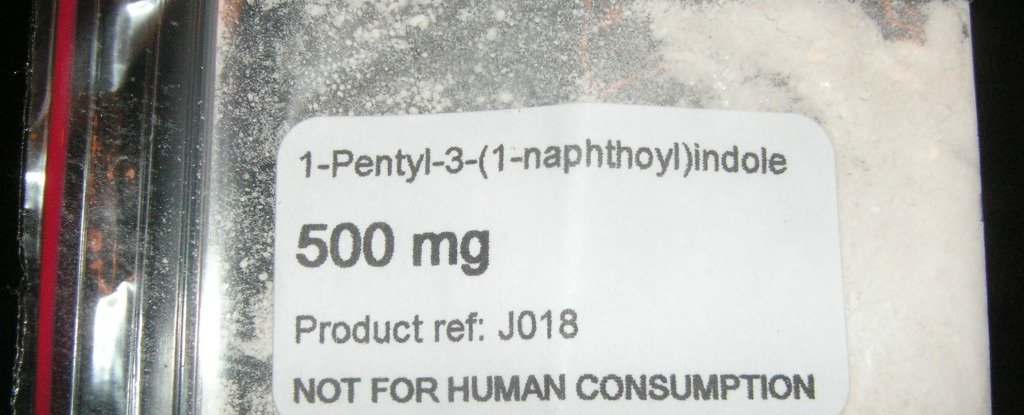 1-Pentyl-3-(1-naphthoyl)indole
500 mg
Product ref: J018
NOT FOR HUMAN CONSUMPTION